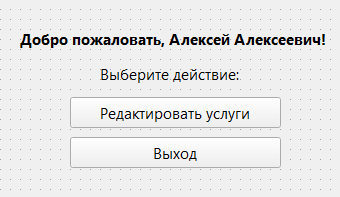 Добро пожаловать, Алексей Алексеевич!
Выберите действие:
Редактировать услуги
Выход